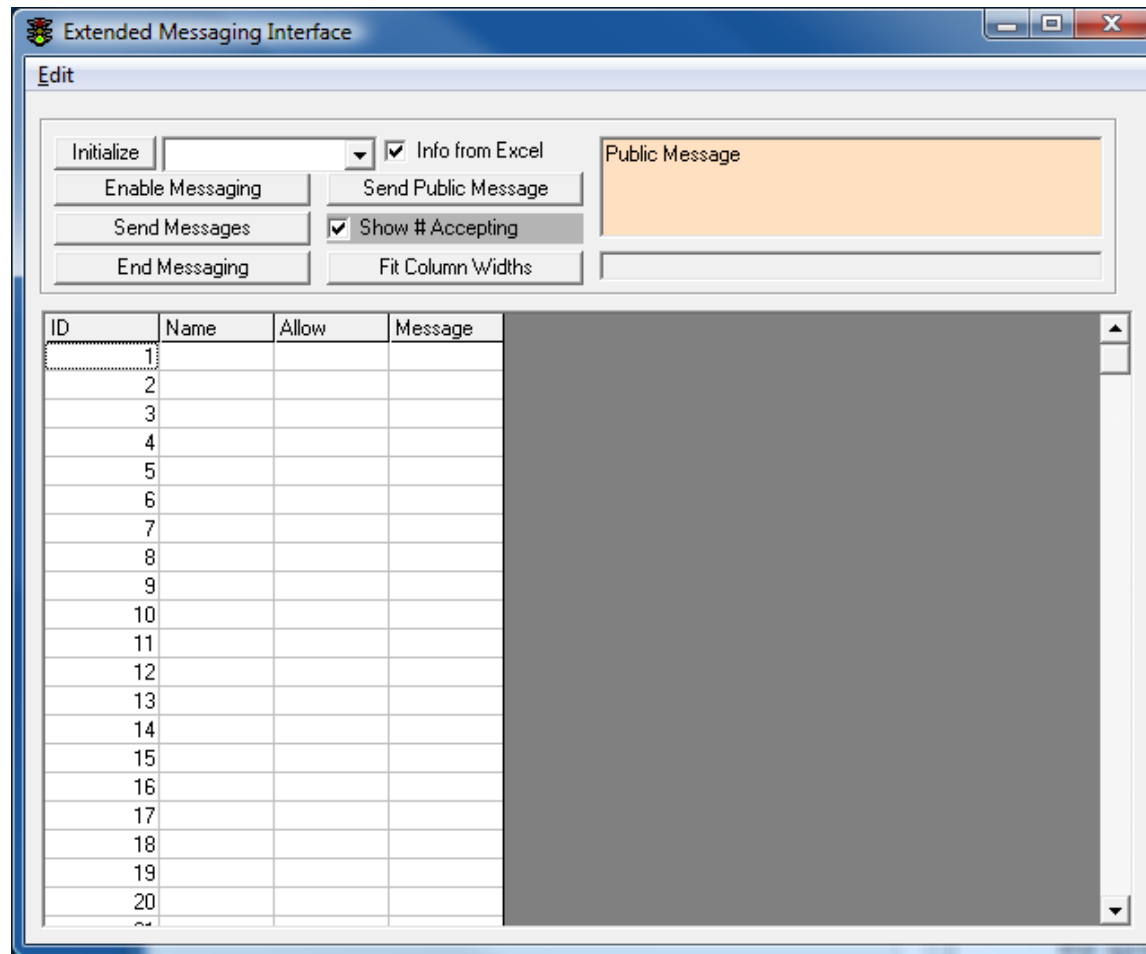 Extended Messaging Interface
Edit
Initialize Info from Excel Public Message
Enable Messaging Send Public Message
Send Messages Show # Accepting
End Messaging Fit Column Widths
ID Name Allow Message
1
2
3
4
5
6
7
8
9
10
11
12
13
14
15
16
17
18
19
20